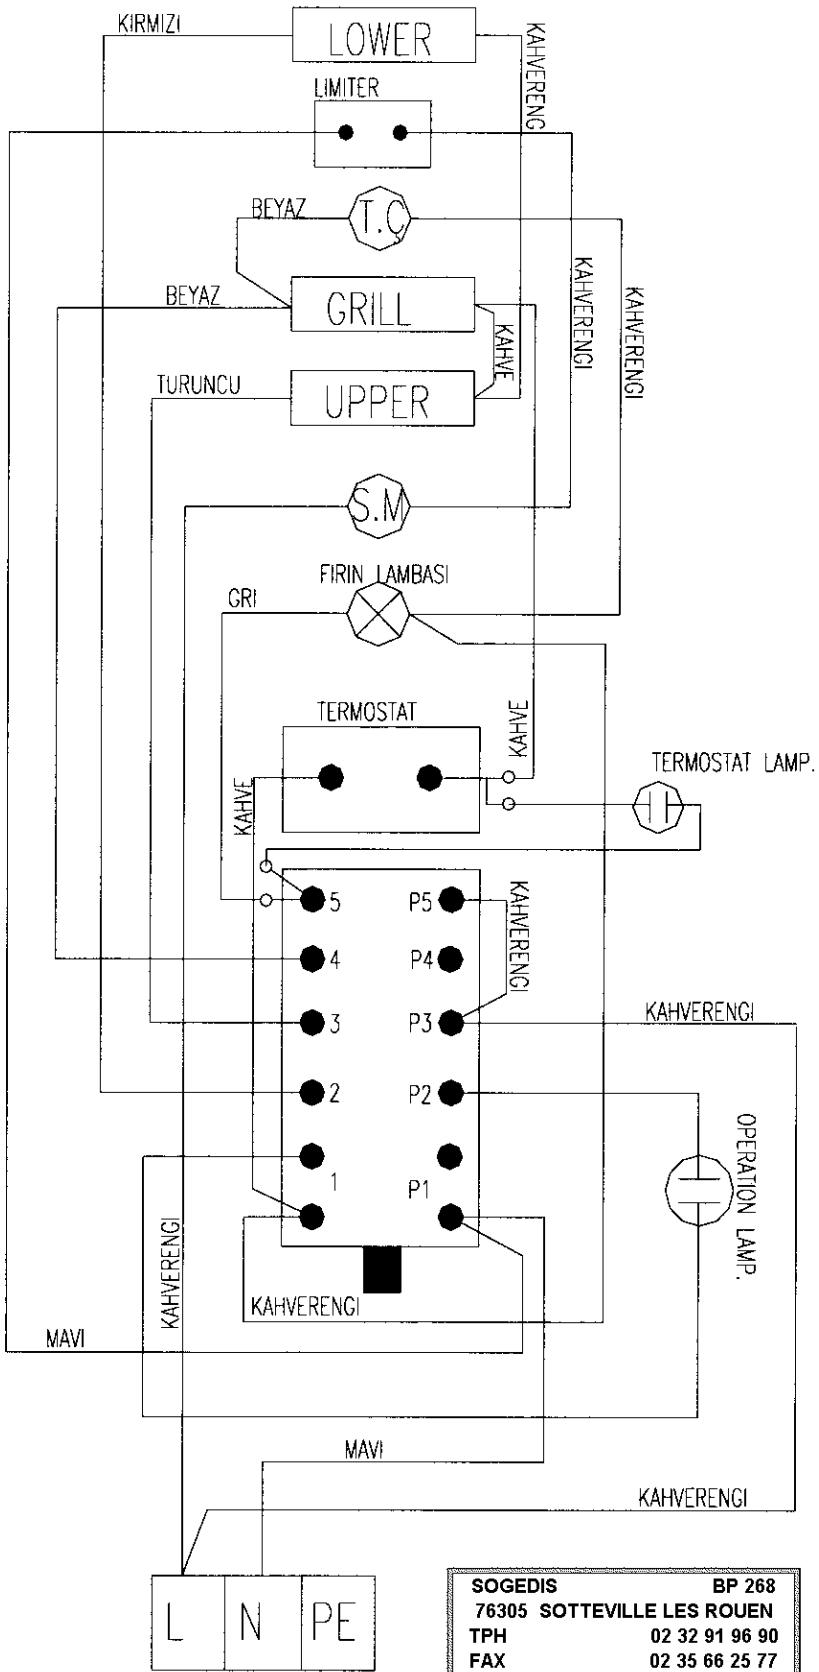 KIRMIZI
LOWER
KAHVERENG
LIMITER
BEYAZ
T.Ç
BEYAZ
GRILL
KAHVE
KAHVERENGI
KAHVERENGI
TURUNCU
UPPER
S.M
FIRIN LAMBASI
GRI
TERMOSTAT
KAHVE
KAHVE
TERMOSTAT LAMP.
5 P5
KAHVERENGI
4 P4
3 P3
KAHVERENGI
2 P2
1 P1
OPERATION LAMP.
KAHVERENGI
KAHVERENGI
MAVI
MAVI
KAHVERENGI
L N PE
SOGEDIS BP 268
76305 SOTTEVILLE LES ROUEN
TPH 02 32 91 96 90
FAX 02 35 66 25 77